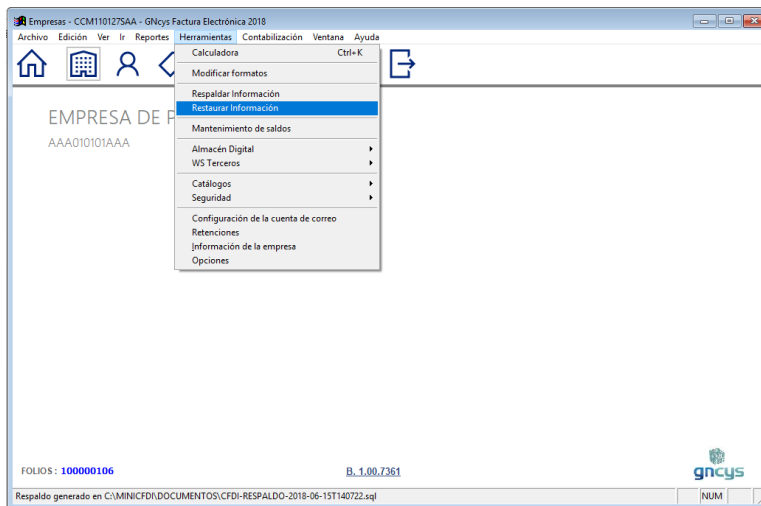 Empresas - CCM110127SAA - GNcys Factura Electrónica 2018
Archivo Edición Ver Ir Reportes Herramientas Contabilización Ventana Ayuda
Calculadora Ctrl+K
Modificar formatos
Respaldar Información
Restaurar Información
Mantenimiento de saldos
Almacén Digital
WS Terceros
Catálogos
Seguridad
Configuración de la cuenta de correo
Retenciones
Información de la empresa
Opciones
EMPRESA DE P
AAA010101AAA
FOLIOS: 100000106
B. 1.00.7361
gncys
Respaldo generado en C:\MINICFDI\DOCUMENTOS\CFDI-RESPALDO-2018-06-15T140722.sql
NUM